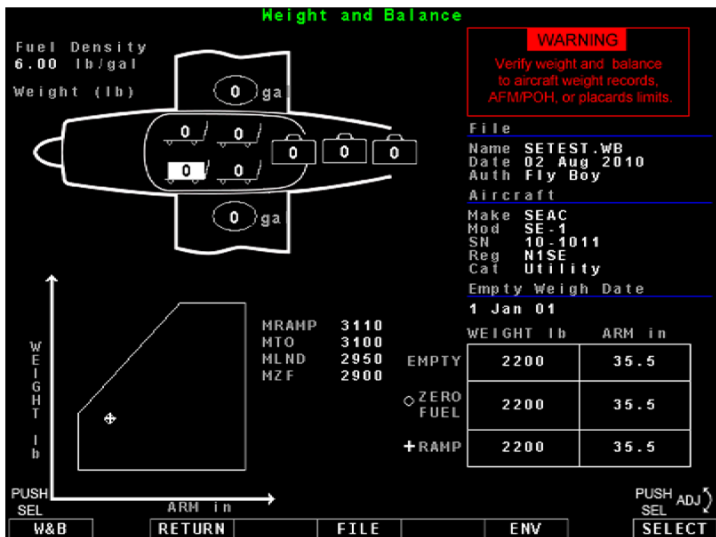 Weight and Balance
Fuel Density
6.00 lb/gal
Weight (lb)
0 ga
0 0
0 0 0
0 0
0 ga
WARNING
Verify weight and balance
to aircraft weight records,
AFM/POH, or placards limits.
File
Name SETEST.WB
Date 02 Aug 2010
Auth Fly Boy
Aircraft
Make SEAC
Mod SE-1
SN 10-1011
Reg N1SE
Cat Utility
Empty Weigh Date
1 Jan 01
WEIGHT lb
ARM in
MRAMP 3110
MTO 3100
MLND 2950
MZF 2900
WEIGHT lb ARM in
EMPTY 2200 35.5
ZERO FUEL 2200 35.5
RAMP 2200 35.5
PUSH
SEL
PUSH
SEL ADJ
W&B RETURN FILE ENV SELECT